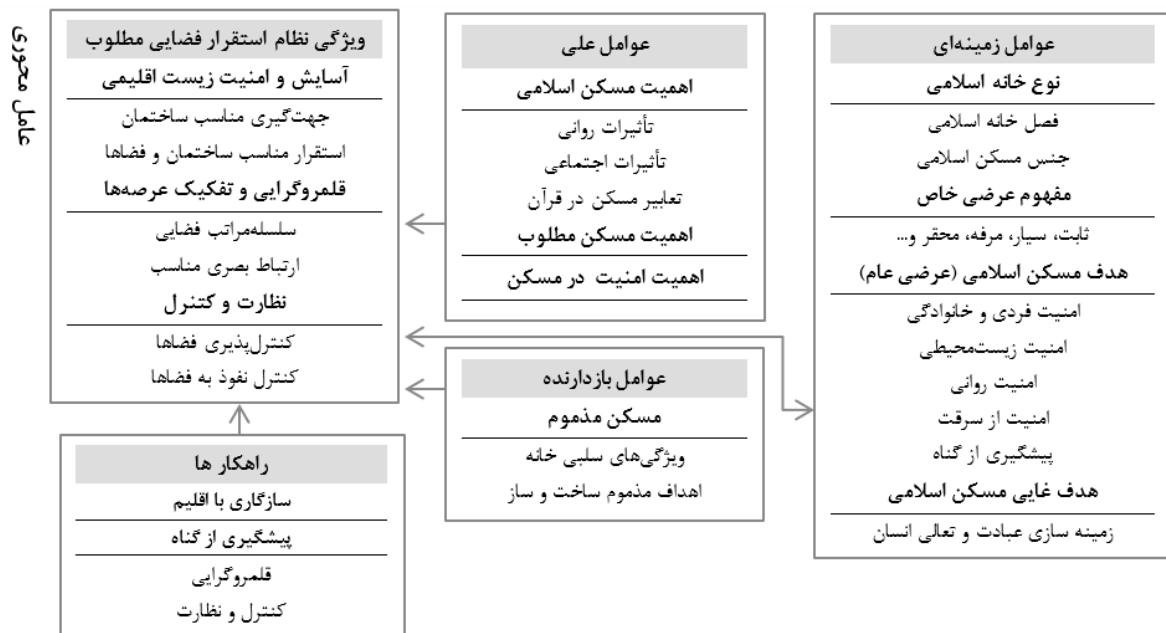 عوامل زمینه‌ای
نوع خانه اسلامی
فصل خانه اسلامی
جنس مسکن اسلامی
مفهوم عرضی خاص
ثابت، سیار، مرفه، محقر و...
هدف مسکن اسلامی (عرضی عام)
امنیت فردی و خانوادگی
امنیت زیست‌محیطی
امنیت روانی
امنیت از سرقت
پیشگیری از گناه
هدف غایی مسکن اسلامی
زمینه سازی عبادت و تعالی انسان
عوامل علی
اهمیت مسکن اسلامی
تأثیرات روانی
تأثیرات اجتماعی
تعابیر مسکن در قرآن
اهمیت مسکن مطلوب
اهمیت امنیت در مسکن
عوامل بازدارنده
مسکن مذموم
ویژگی‌های سلبی خانه
اهداف مذموم ساخت و ساز
عامل محوری
ویژگی نظام استقرار فضایی مطلوب
آسایش و امنیت زیست اقلیمی
جهت‌گیری مناسب ساختمان
استقرار مناسب ساختمان و فضاها
قلمروگرایی و تفکیک عرصه‌ها
سلسله‌مراتب فضایی
ارتباط بصری مناسب
نظارت و کتنرل
کنترل‌پذیری فضاها
کنترل نفوذ به فضاها
راهکار ها
سازگاری با اقلیم
پیشگیری از گناه
قلمروگرایی
کنترل و نظارت